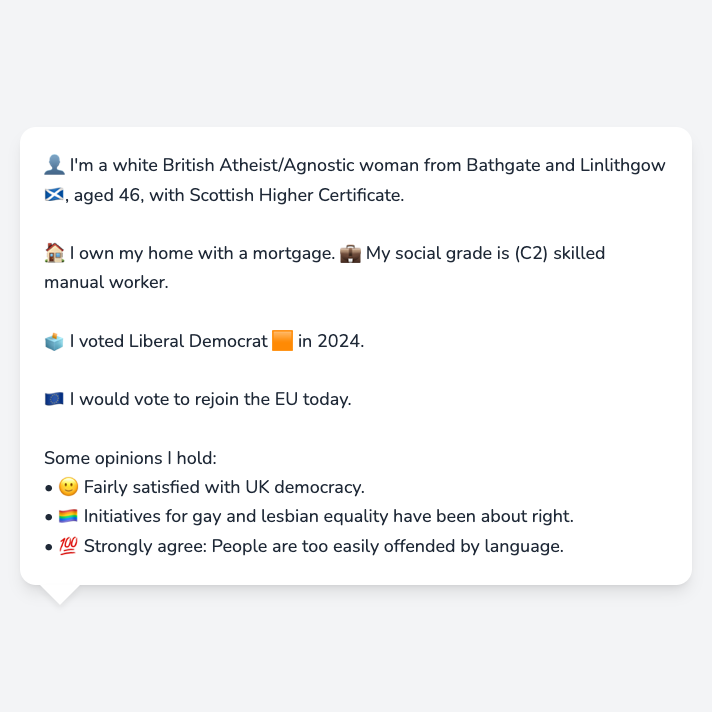 👤 I'm a white British Atheist/Agnostic woman from Bathgate and Linlithgow
🏴󠁧󠁢󠁳󠁣󠁴󠁿, aged 46, with Scottish Higher Certificate.
🏠 I own my home with a mortgage. 💼 My social grade is (C2) skilled
manual worker.
🗳️ I voted Liberal Democrat 🟧 in 2024.
🇪🇺 I would vote to rejoin the EU today.
Some opinions I hold:
• 🙂 Fairly satisfied with UK democracy.
• 🏳️‍🌈 Initiatives for gay and lesbian equality have been about right.
• 💯 Strongly agree: People are too easily offended by language.